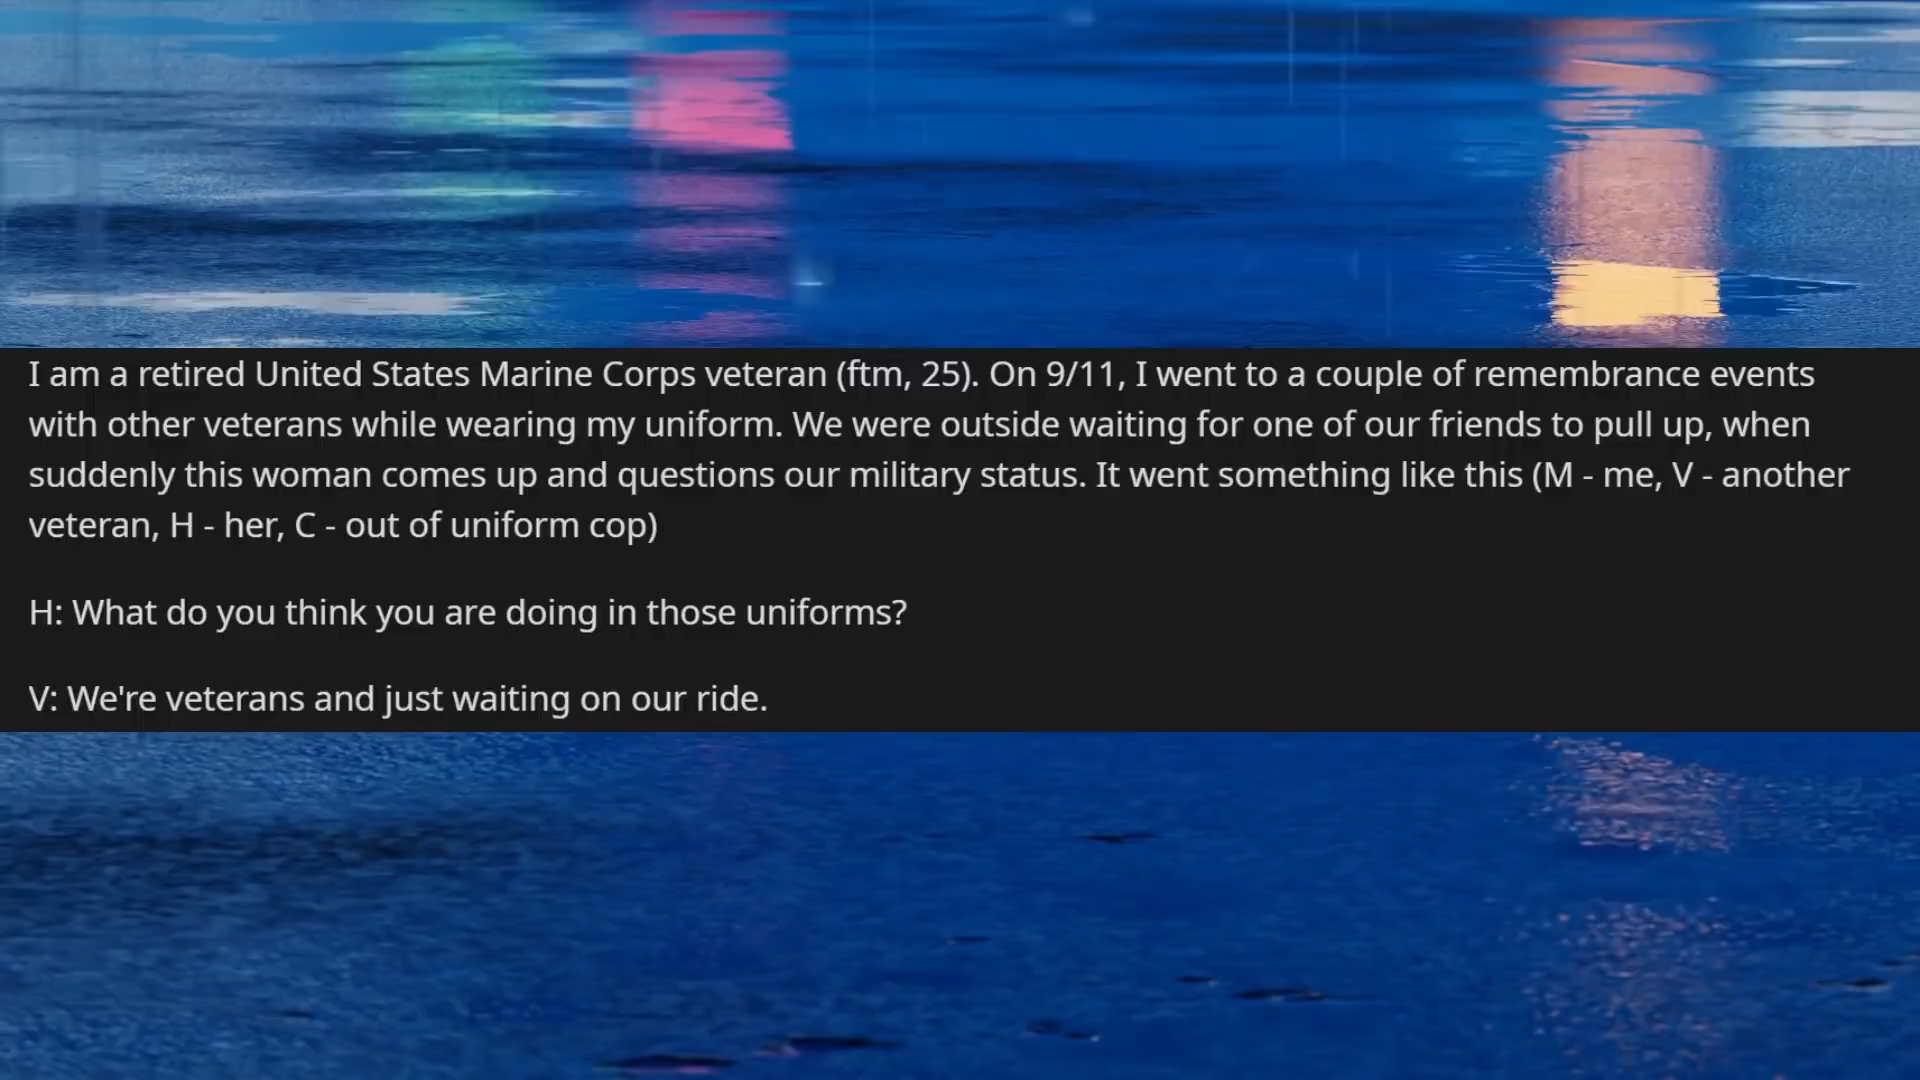 I am a retired United States Marine Corps veteran (ftm, 25). On 9/11, I went to a couple of remembrance events
with other veterans while wearing my uniform. We were outside waiting for one of our friends to pull up, when
suddenly this woman comes up and questions our military status. It went something like this (M - me, V - another
veteran, H - her, C - out of uniform cop)
H: What do you think you are doing in those uniforms?
V: We're veterans and just waiting on our ride.